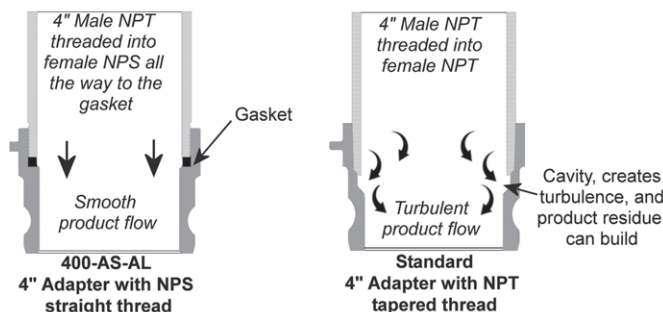 4" Male NPT
threaded into
female NPS all
the way to the
gasket
Gasket
Smooth
product flow
400-AS-AL
4" Adapter with NPS
straight thread
4" Male NPT
threaded into
female NPT
Cavity, creates
turbulence, and
product residue
can build
Turbulent
product flow
Standard
4" Adapter with NPT
tapered thread